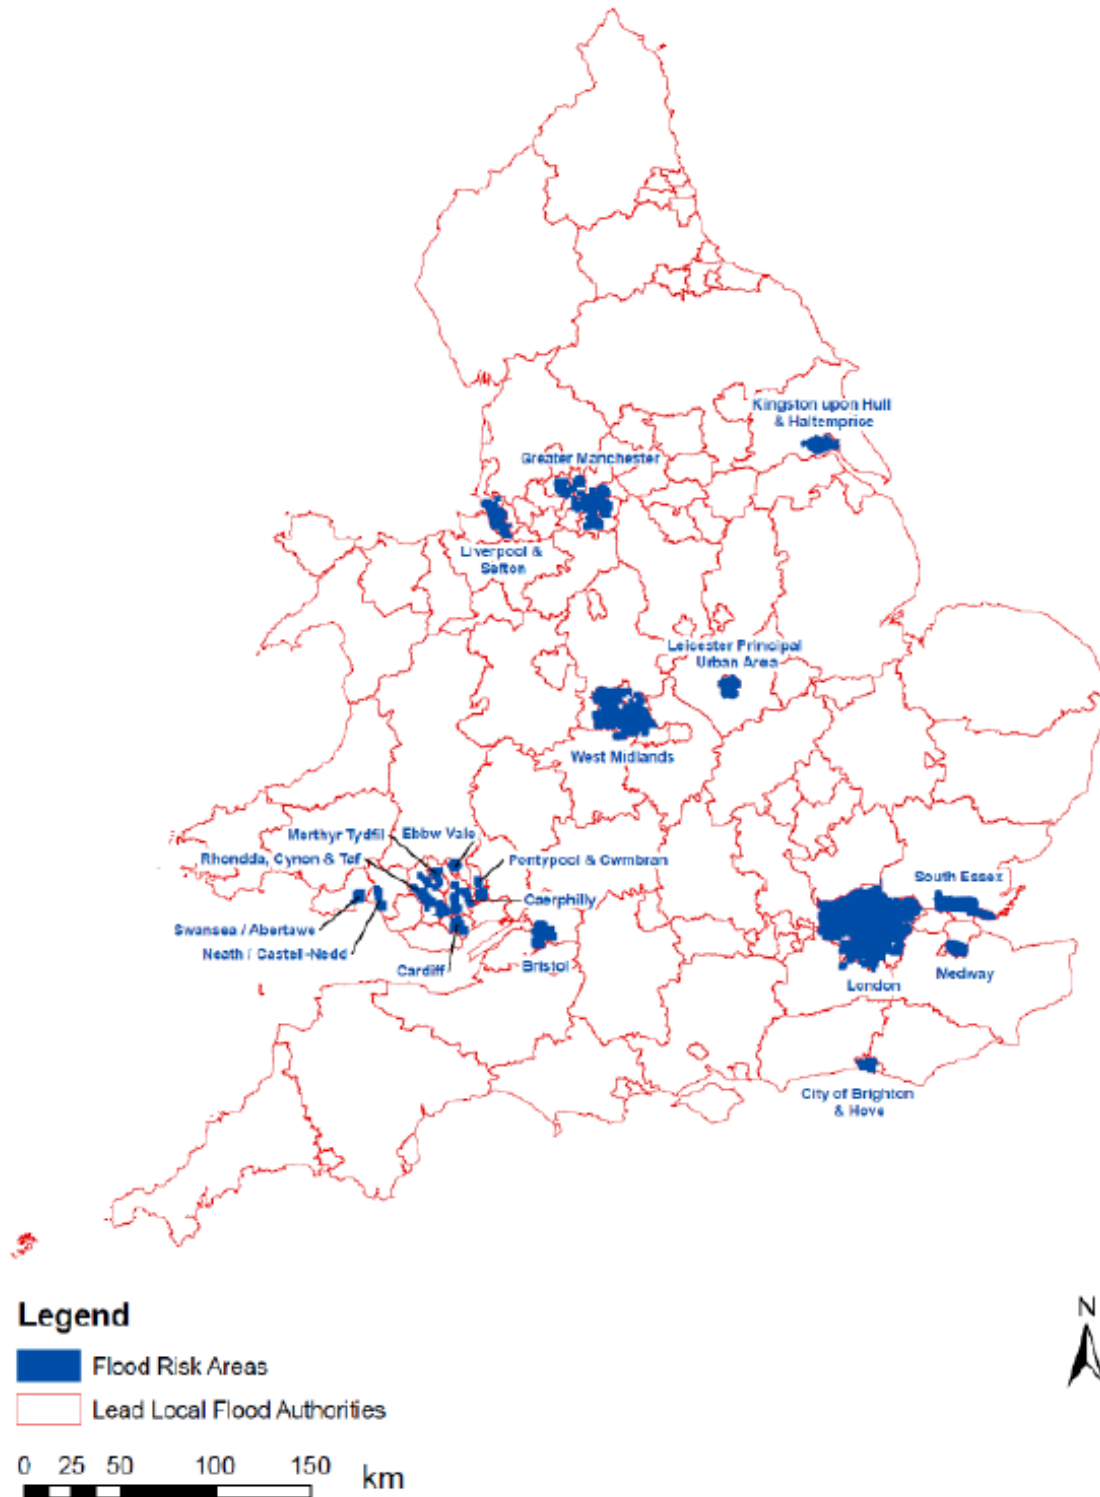 Kingston upon Hull
& Haltemprice
Greater Manchester
Liverpool &
Sefton
Leicester Principal
Urban Area
West Midlands
Merthyr Tydfil
Ebbw Vale
Rhondda, Cynon & Taf
Pontypool & Cwmbran
Caerphilly
South Essex
Swansea / Abertawe
Neath / Castell-Nedd
Cardiff
Bristol
London
Medway
City of Brighton
& Hove
Legend
N
Flood Risk Areas
Lead Local Flood Authorities
0 25 50 100 150
km